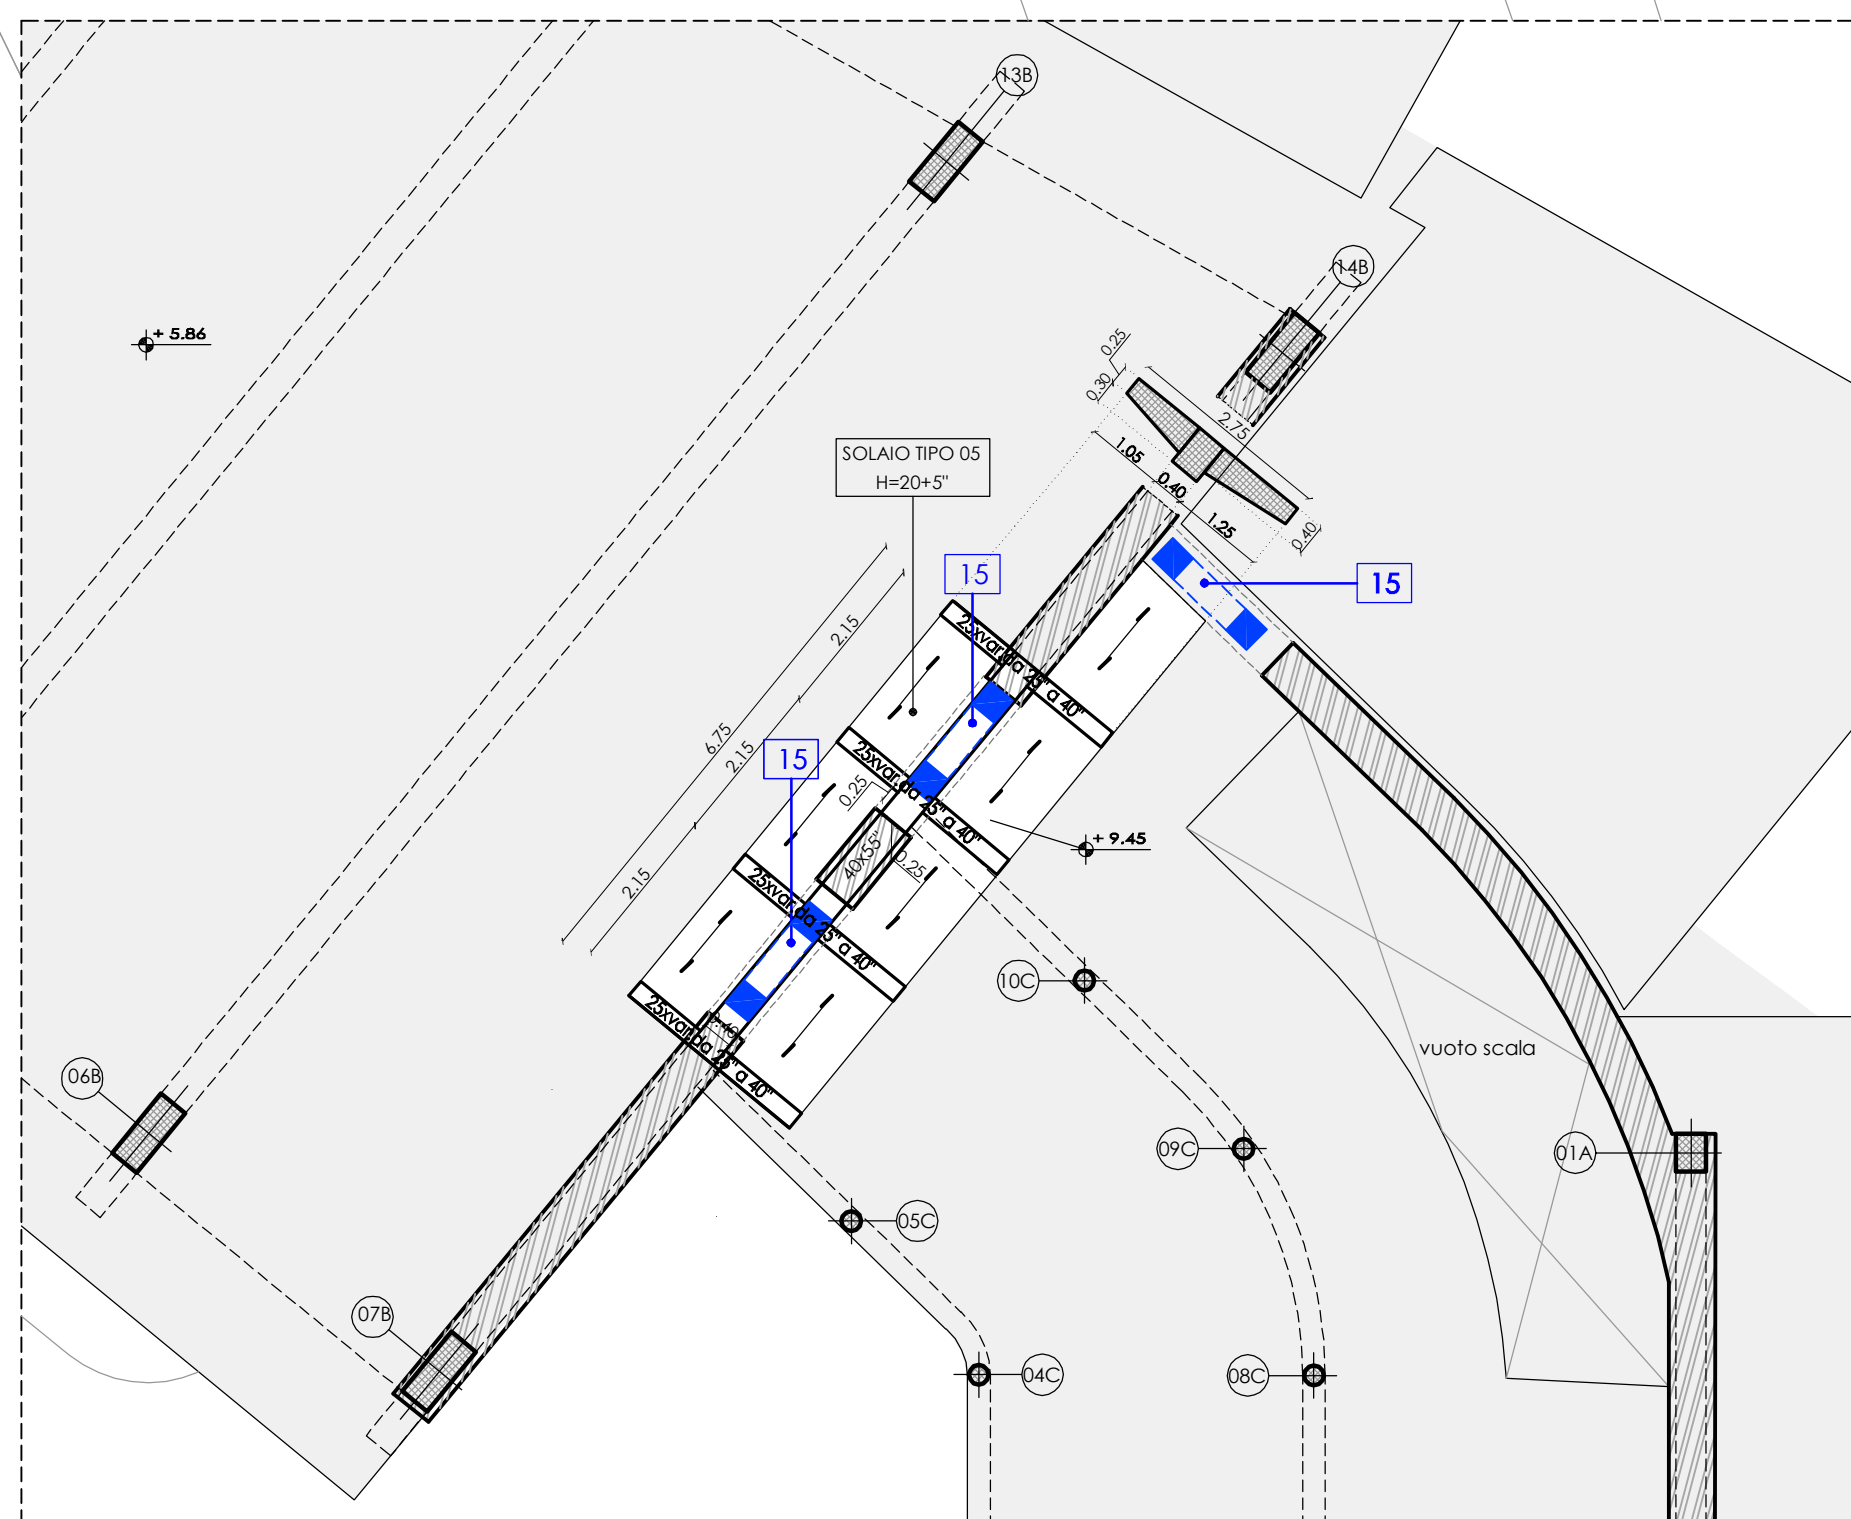 13B
14B
+ 5.86
0.25
0.30
2.75
1.05
0.40
1.25
0.40
SOLAIO TIPO 05
H=20+5"
15
15
15
25xvar.da 25" a 40"
25xvar.da 25" a 40"
25xvar.da 25" a 40"
25xvar.da 25" a 40"
2.15
6.75
2.15
2.15
0.25
40x55"
0.25
0.40
+ 9.45
10C
vuoto scala
06B
09C
01A
05C
07B
04C
08C